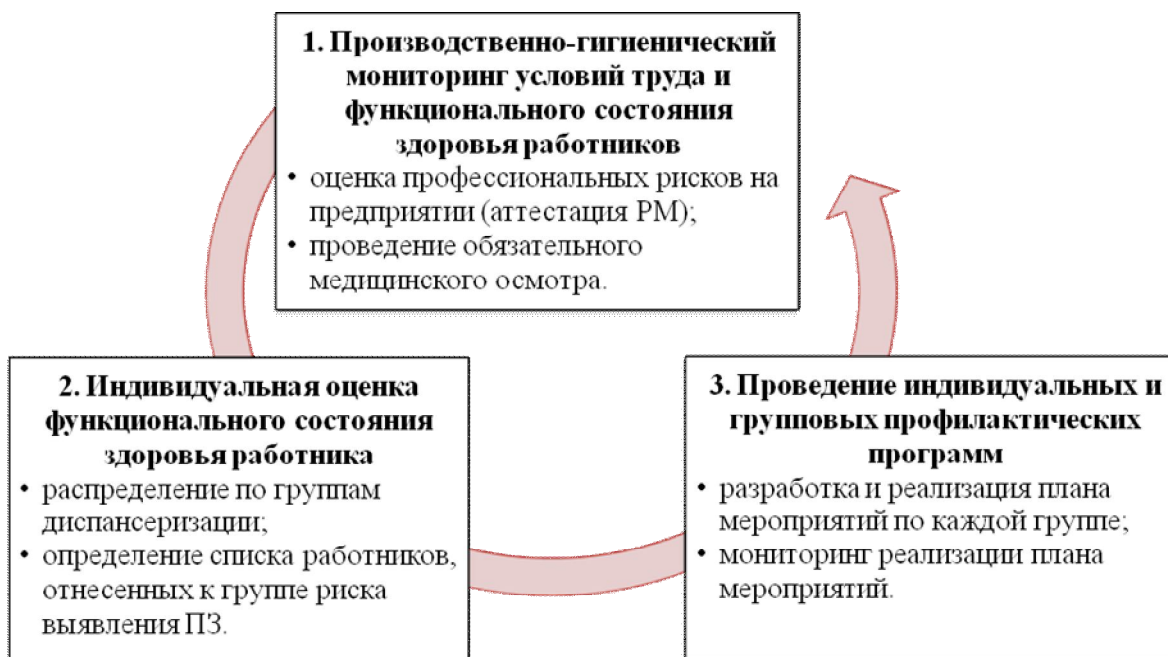 1. Производственно-гигиенический
мониторинг условий труда и
функционального состояния
здоровья работников
• оценка профессиональных рисков на
предприятии (аттестация РМ);
• проведение обязательного
медицинского осмотра.
2. Индивидуальная оценка
функционального состояния
здоровья работника
• распределение по группам
диспансеризации;
• определение списка работников,
отнесенных к группе риска
выявления ПЗ.
3. Проведение индивидуальных и
групповых профилактических
программ
• разработка и реализация плана
мероприятий по каждой группе;
• мониторинг реализации плана
мероприятий.